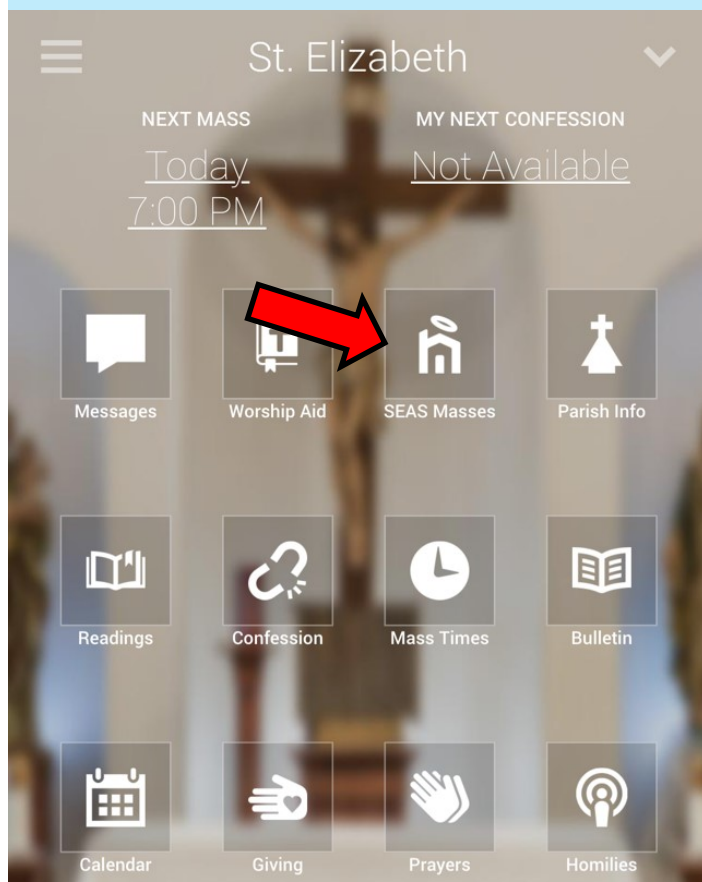 St. Elizabeth
NEXT MASS
MY NEXT CONFESSION
Today
7:00 PM
Not Available
Messages
Worship Aid
SEAS Masses
Parish Info
Readings
Confession
Mass Times
Bulletin
Calendar
Giving
Prayers
Homilies